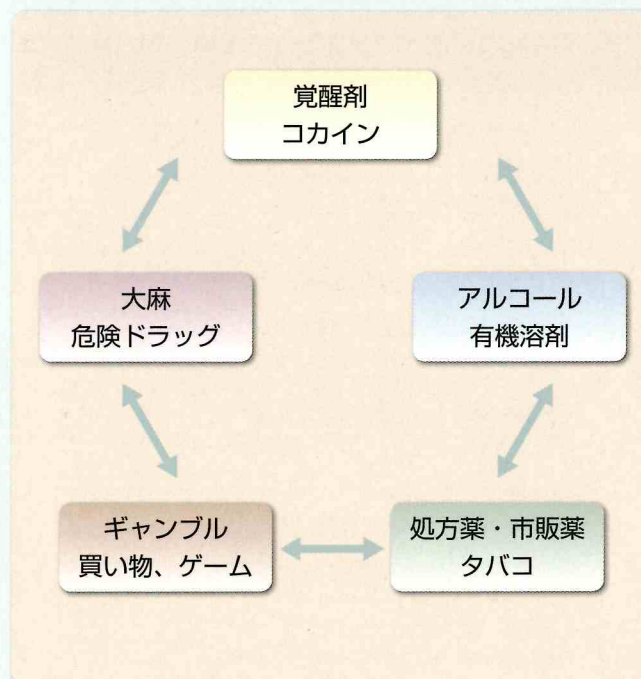 覚醒剤
コカイン
大麻
危険ドラッグ
アルコール
有機溶剤
ギャンブル
買い物、ゲーム
処方薬・市販薬
タバコ